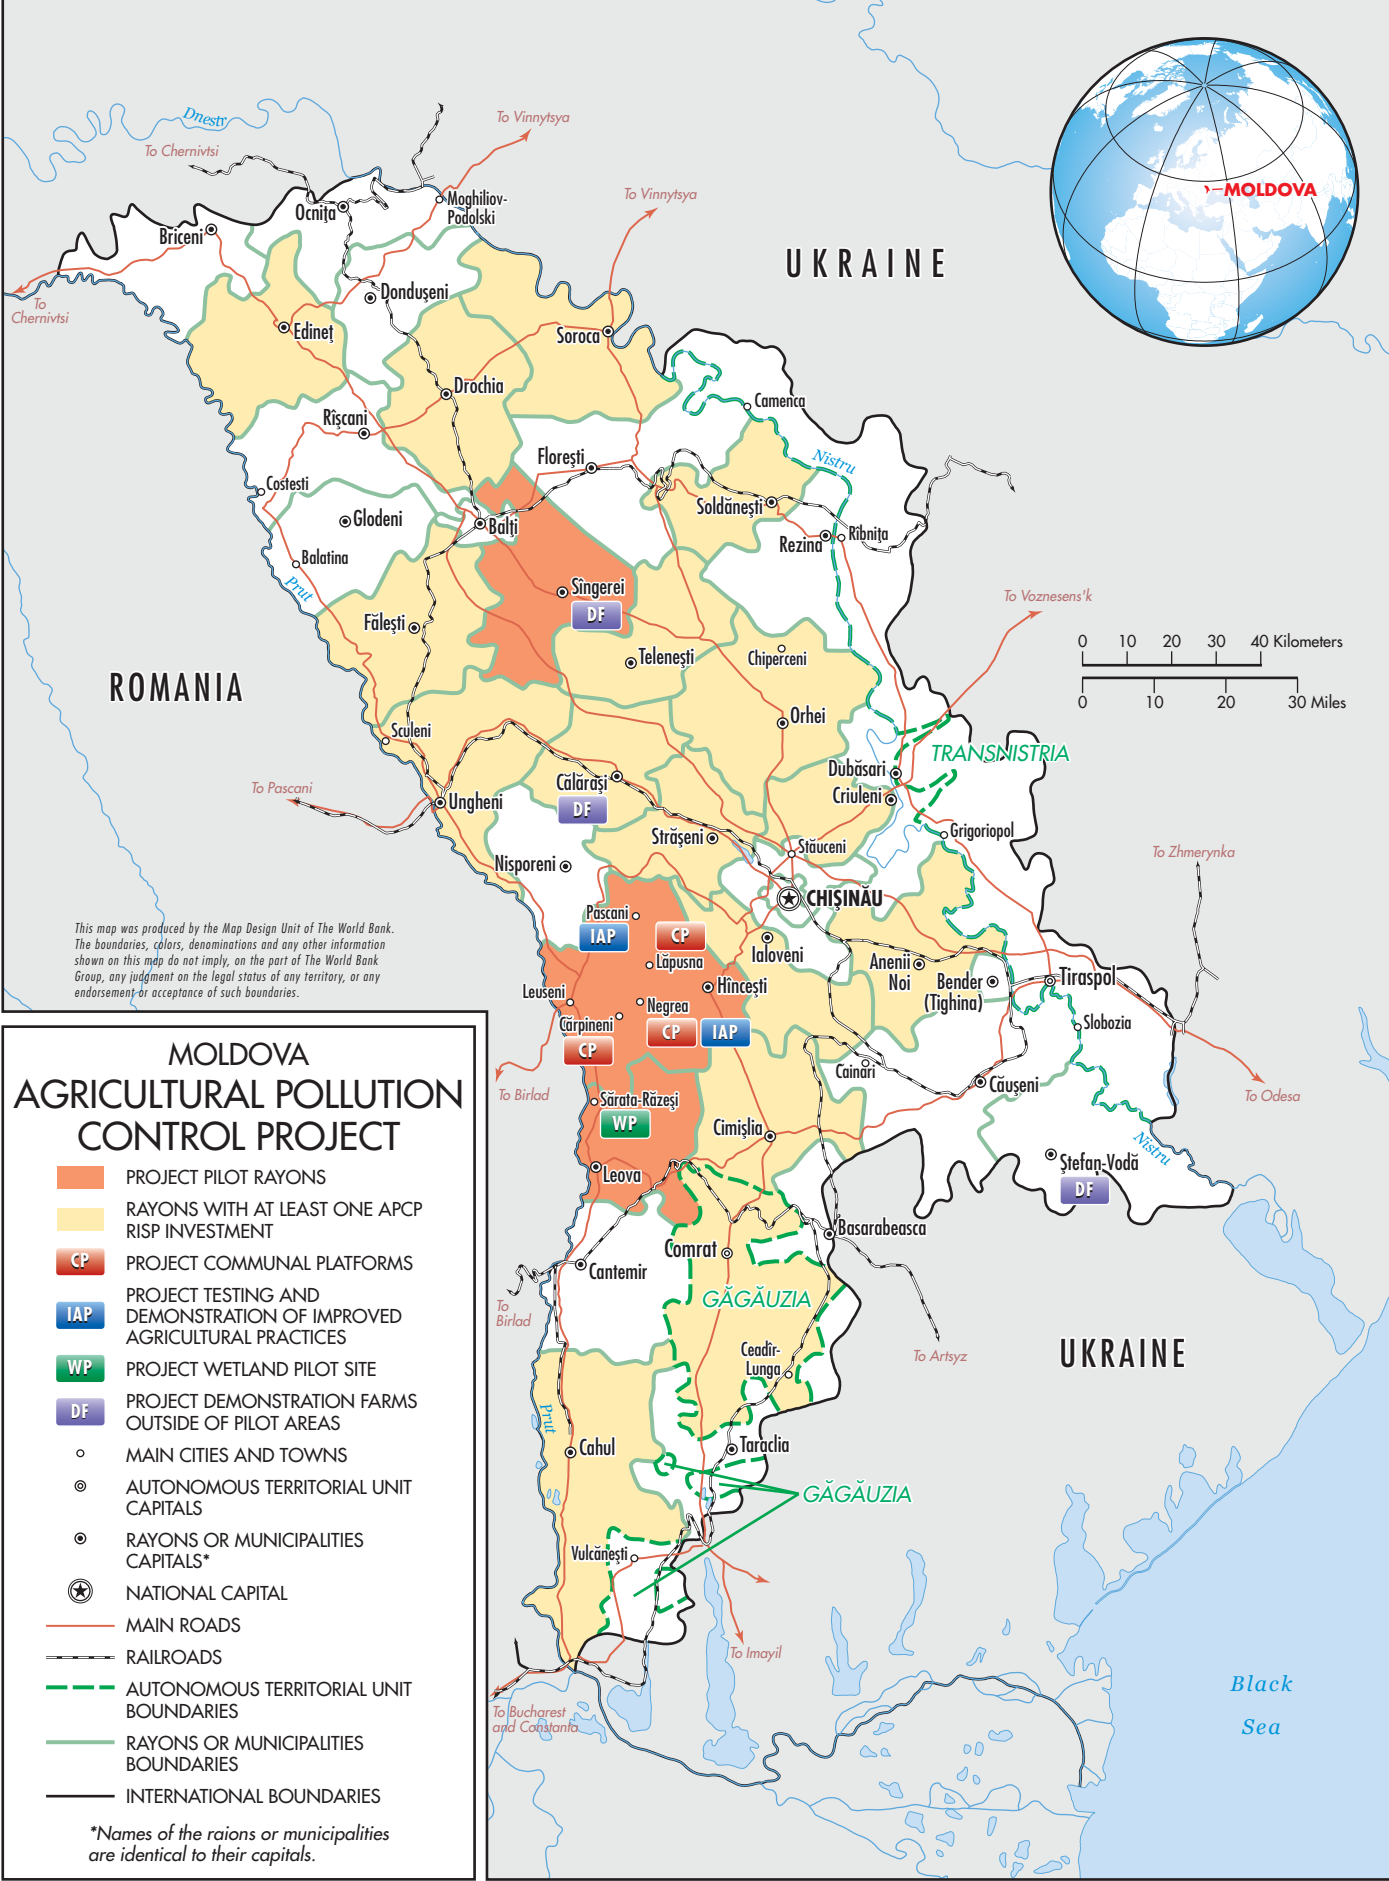 Dnestr
To Chernivtsi
To Vinnytsya
To Vinnytsya
Moghiliov-
Podolski
Ocniţa
Briceni
MOLDOVA
UKRAINE
To
Chernivtsi
Donduşeni
Edineţ
Soroca
Drochia
Camenca
Rîşcani
Floreşti
Nistru
Costesti
Soldăneşti
Glodeni
Balţi
Rezina
Rîbniţa
Balatina
Prut
Sîngerei
DF
To Voznesens'k
Făleşti
0 10 20 30 40 Kilometers
0 10 20 30 Miles
Teleneşti
Chiperceni
ROMANIA
Orhei
Sculeni
TRANSNISTRIA
Dubăsari
Călăraşi
DF
To Pascani
Ungheni
Criuleni
Grigoriopol
Străşeni
Stăuceni
To Zhmerynka
Nisporeni
CHIŞINĂU
Pascani
IAP
CP
This map was produced by the Map Design Unit of The World Bank.
The boundaries, colors, denominations and any other information
shown on this map do not imply, on the part of The World Bank
Group, any judgment on the legal status of any territory, or any
endorsement or acceptance of such boundaries.
Ialoveni
Lăpusna
Anenii
Noi
Bender
(Tighina)
Tiraspol
Leuseni
Hînceşti
Negrea
Cărpineni
CP
IAP
CP
Slobozia
Cainari
Căuşeni
To Birlad
To Odesa
Sărata-Răzeşi
WP
Cimişlia
Nistru
Ştefan-Vodă
DF
Leova
Basarabeasca
Comrat
Cantemir
To
Birlad
GĂGĂUZIA
To Artsyz
UKRAINE
Ceadîr-
Lunga
Prut
Cahul
Taraclia
GĂGĂUZIA
Vulcăneşti
To Imayil
To Bucharest
and Constanta
Black
Sea
MOLDOVA
AGRICULTURAL POLLUTION
CONTROL PROJECT
PROJECT PILOT RAYONS
RAYONS WITH AT LEAST ONE APCP
RISP INVESTMENT
CP PROJECT COMMUNAL PLATFORMS
IAP PROJECT TESTING AND
DEMONSTRATION OF IMPROVED
AGRICULTURAL PRACTICES
WP PROJECT WETLAND PILOT SITE
DF PROJECT DEMONSTRATION FARMS
OUTSIDE OF PILOT AREAS
MAIN CITIES AND TOWNS
AUTONOMOUS TERRITORIAL UNIT
CAPITALS
RAYONS OR MUNICIPALITIES
CAPITALS*
NATIONAL CAPITAL
MAIN ROADS
RAILROADS
AUTONOMOUS TERRITORIAL UNIT
BOUNDARIES
RAYONS OR MUNICIPALITIES
BOUNDARIES
INTERNATIONAL BOUNDARIES
*Names of the raions or municipalities
are identical to their capitals.